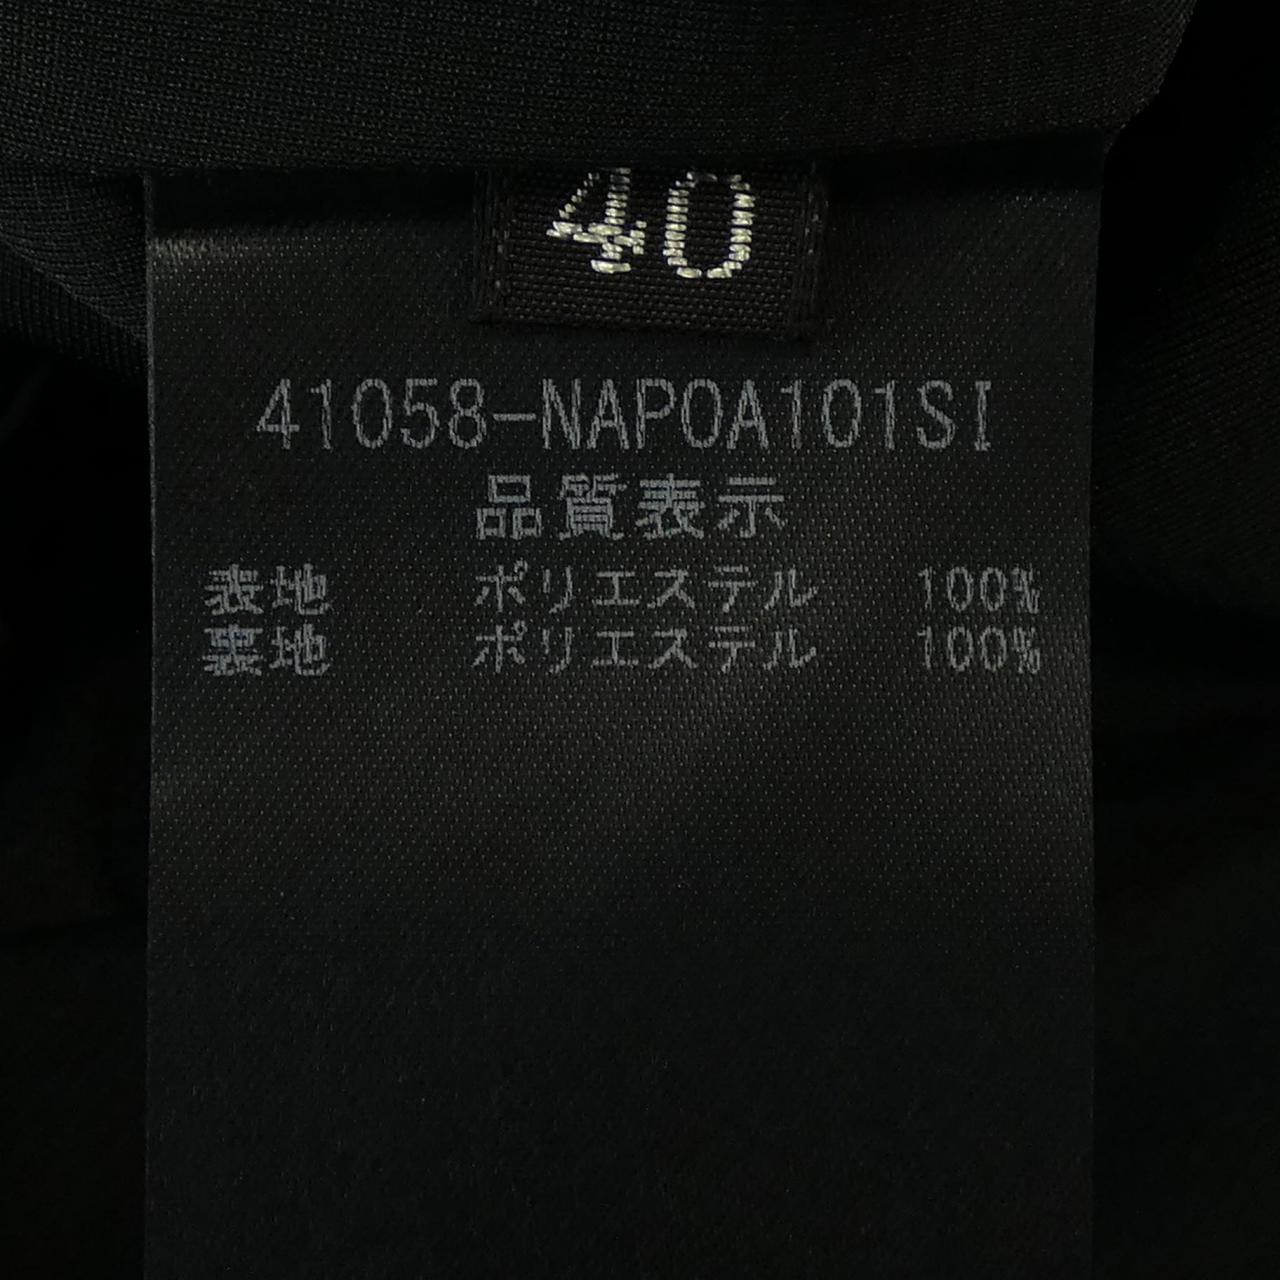 40
41058-NAPOA101SI
品質表示
表地 ポリエステル 100%
裏地 ポリエステル 100%